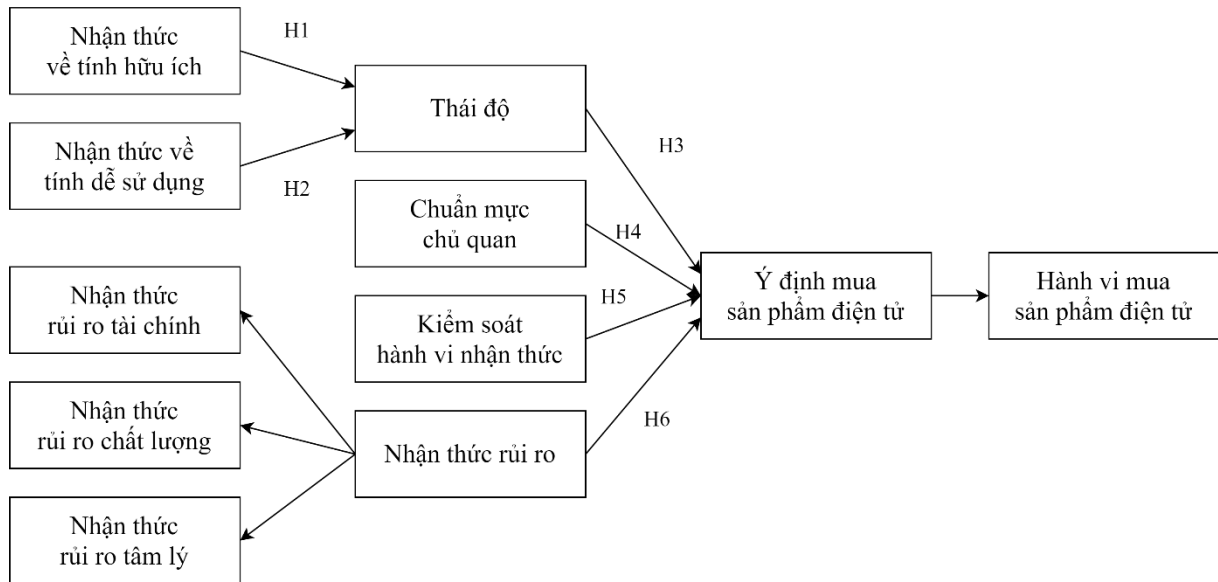 Nhận thức
về tính hữu ích
H1
Nhận thức về
tính dễ sử dụng
H2
Thái độ
H3
Chuẩn mực
chủ quan
H4
Kiểm soát
hành vi nhận thức
H5
Nhận thức rủi ro
H6
Nhận thức
rủi ro tài chính
Nhận thức
rủi ro chất lượng
Nhận thức
rủi ro tâm lý
Ý định mua
sản phẩm điện tử
Hành vi mua
sản phẩm điện tử